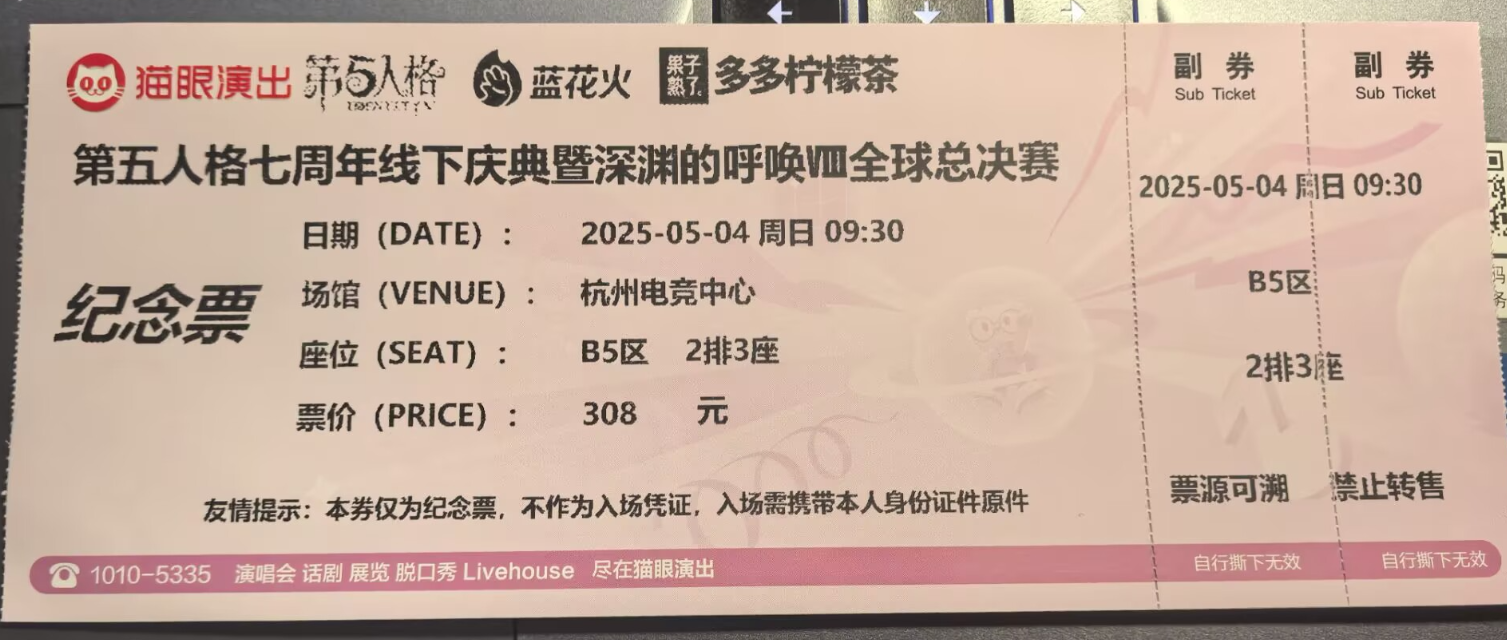 猫眼演出 第5人格 IDENTITY V 蓝花火 果子熟了 多多柠檬茶
第五人格七周年线下庆典暨深渊的呼唤Ⅷ全球总决赛
日期（DATE）： 2025-05-04 周日 09:30
场馆（VENUE）： 杭州电竞中心
纪念票
座位（SEAT）： B5区 2排3座
票价（PRICE）： 308 元
友情提示：本券仅为纪念票，不作为入场凭证，入场需携带本人身份证件原件
1010-5335 演唱会 话剧 展览 脱口秀 Livehouse 尽在猫眼演出
副 券 副 券
Sub Ticket Sub Ticket
2025-05-04 周日 09:30
B5区
2排3座
票源可溯 禁止转售
自行撕下无效 自行撕下无效
码
务